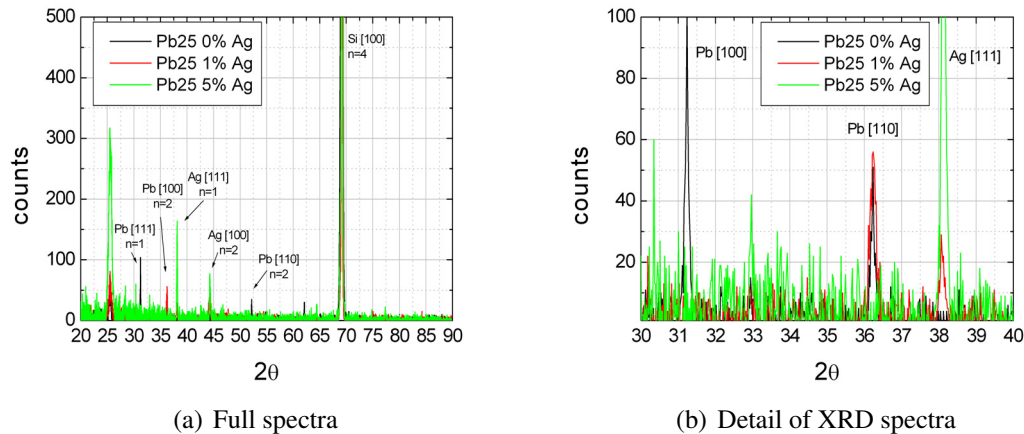 500
400
300
200
100
0
counts
Pb25 0% Ag
Pb25 1% Ag
Pb25 5% Ag
Si [100]
n=4
Pb [111]
n=1
Pb [100]
n=2
Ag [111]
n=1
Ag [100]
n=2
Pb [110]
n=2
20 25 30 35 40 45 50 55 60 65 70 75 80 85 90
2θ
(a) Full spectra
100
80
60
40
20
counts
Pb [100]
Pb25 0% Ag
Pb25 1% Ag
Pb25 5% Ag
Ag [111]
Pb [110]
30 31 32 33 34 35 36 37 38 39 40
2θ
(b) Detail of XRD spectra